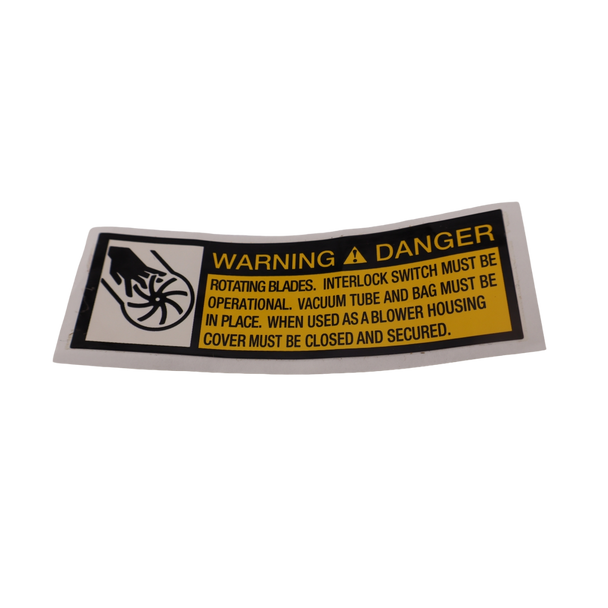 WARNING ⚠ DANGER
ROTATING BLADES. INTERLOCK SWITCH MUST BE
OPERATIONAL. VACUUM TUBE AND BAG MUST BE
IN PLACE. WHEN USED AS A BLOWER HOUSING
COVER MUST BE CLOSED AND SECURED.